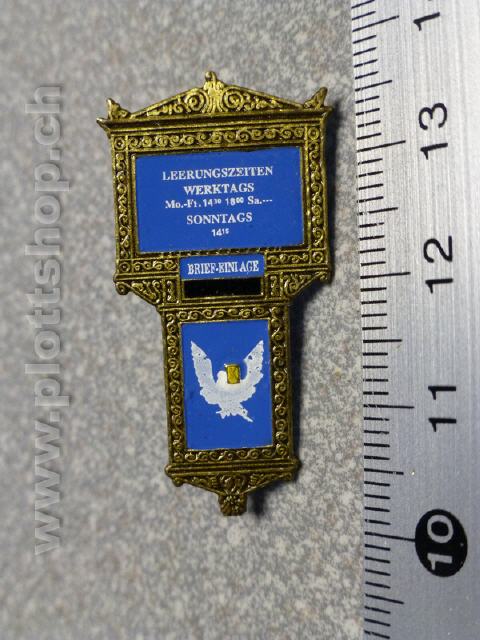 LEERUNGSZEITEN
WERKTAGS
Mo.-Fr. 14³⁰ 18⁰⁰ Sa.---
SONNTAGS
14¹⁵
BRIEF-EINLAGE
www.plottshop.ch
13
12
11
10